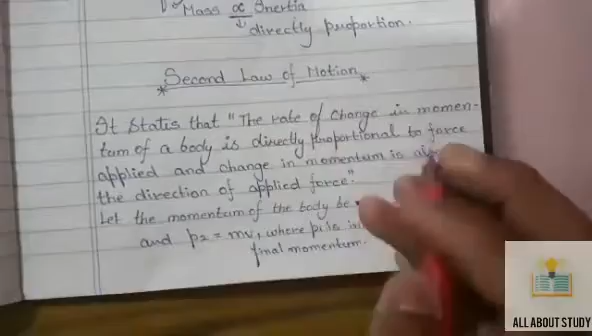 Mass ∝ Inertia
↓
directly proportion.
* Second Law of Motion *
It states that "The rate of change in momen-
tum of a body is directly proportional to force
applied and change in momentum is
the direction of applied force".
Let the momentum of the body be
and p2 = mv, where p1 is
final momentum.
ALL ABOUT STUDY